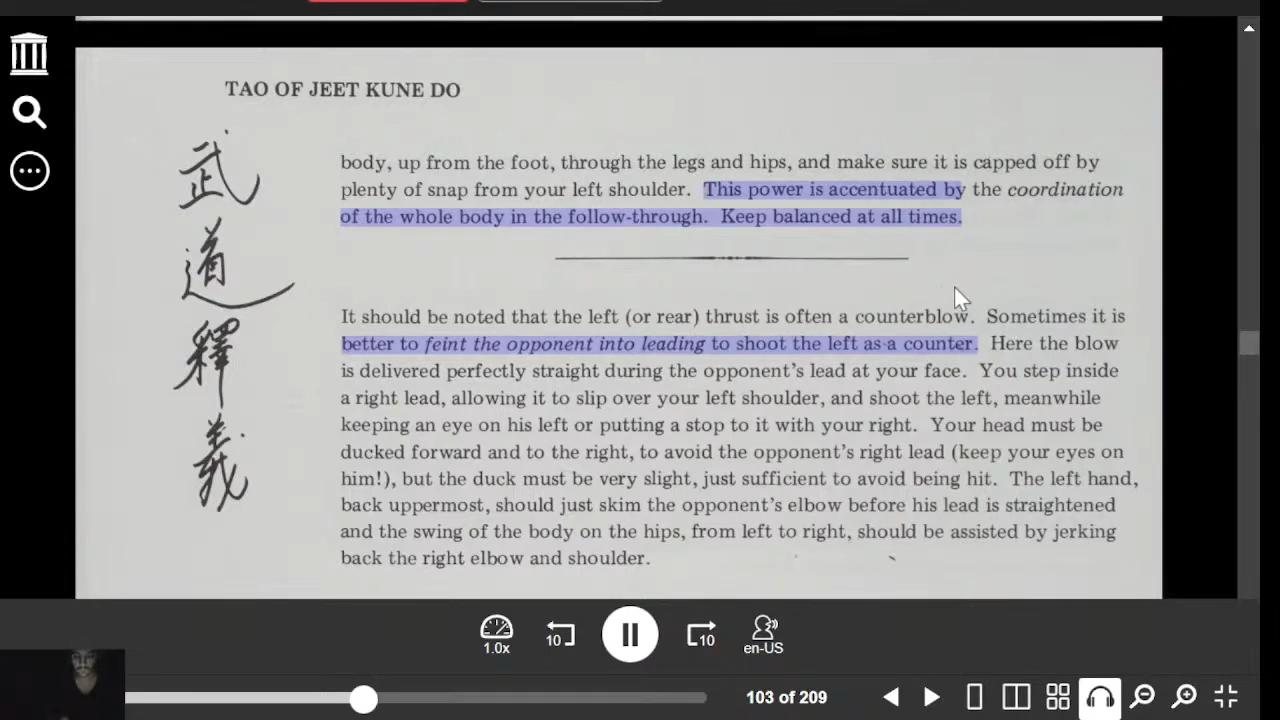 TAO OF JEET KUNE DO
武道釋義
body, up from the foot, through the legs and hips, and make sure it is capped off by
plenty of snap from your left shoulder. This power is accentuated by the coordination
of the whole body in the follow-through. Keep balanced at all times.
It should be noted that the left (or rear) thrust is often a counterblow. Sometimes it is
better to feint the opponent into leading to shoot the left as a counter. Here the blow
is delivered perfectly straight during the opponent's lead at your face. You step inside
a right lead, allowing it to slip over your left shoulder, and shoot the left, meanwhile
keeping an eye on his left or putting a stop to it with your right. Your head must be
ducked forward and to the right, to avoid the opponent's right lead (keep your eyes on
him!), but the duck must be very slight, just sufficient to avoid being hit. The left hand,
back uppermost, should just skim the opponent's elbow before his lead is straightened
and the swing of the body on the hips, from left to right, should be assisted by jerking
back the right elbow and shoulder.
1.0x
10
10
en-US
103 of 209